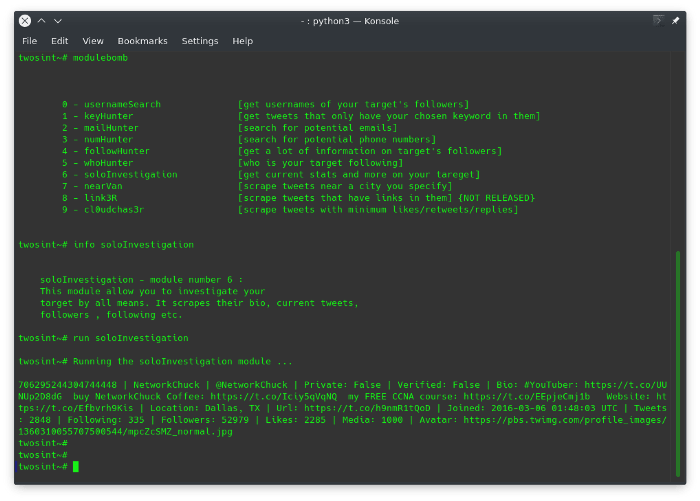 - : python3 — Konsole
File Edit View Bookmarks Settings Help
twosint~# modulebomb
0 - usernameSearch [get usernames of your target's followers]
1 - keyHunter [get tweets that only have your chosen keyword in them]
2 - mailHunter [search for potential emails]
3 - numHunter [search for potential phone numbers]
4 - followHunter [get a lot of information on target's followers]
5 - whoHunter [who is your target following]
6 - soloInvestigation [get current stats and more on your tareget]
7 - nearVan [scrape tweets near a city you specify]
8 - link3R [scrape tweets that have links in them] {NOT RELEASED}
9 - cl0udchas3r [scrape tweets with minimum likes/retweets/replies]
twosint~# info soloInvestigation
soloInvestigation - module number 6 :
This module allow you to investigate your
target by all means. It scrapes their bio, current tweets,
followers , following etc.
twosint~# run soloInvestigation
twosint~# Running the soloInvestigation module ...
706295244304744448 | NetworkChuck | @NetworkChuck | Private: False | Verified: False | Bio: #YouTuber: https://t.co/UU
NUp2D8dG buy NetworkChuck Coffee: https://t.co/Iciy5qVqNQ my FREE CCNA course: https://t.co/EEpjeCmj1b Website: ht
tps://t.co/Efbvrh9Kis | Location: Dallas, TX | Url: https://t.co/h9nmR1tQoD | Joined: 2016-03-06 01:48:03 UTC | Tweets
: 2848 | Following: 335 | Followers: 52979 | Likes: 2285 | Media: 1000 | Avatar: https://pbs.twimg.com/profile_images/
1360310055707500544/mpcZcSMZ_normal.jpg
twosint~#
twosint~#
twosint~#